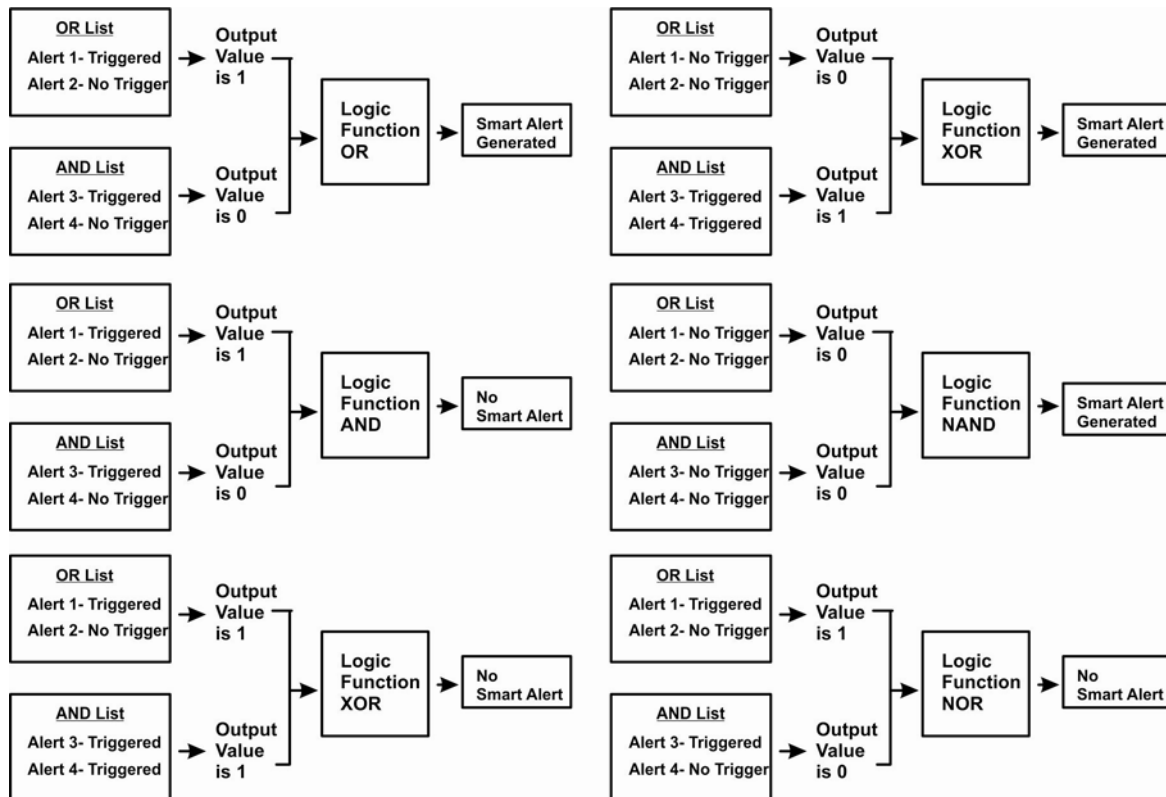 OR List
Alert 1- Triggered
Alert 2- No Trigger
Output
Value
is 1
AND List
Alert 3- Triggered
Alert 4- No Trigger
Output
Value
is 0
Logic
Function
OR
Smart Alert
Generated
OR List
Alert 1- No Trigger
Alert 2- No Trigger
Output
Value
is 0
AND List
Alert 3- Triggered
Alert 4- Triggered
Output
Value
is 1
Logic
Function
XOR
Smart Alert
Generated
OR List
Alert 1- Triggered
Alert 2- No Trigger
Output
Value
is 1
AND List
Alert 3- Triggered
Alert 4- No Trigger
Output
Value
is 0
Logic
Function
AND
No
Smart Alert
OR List
Alert 1- No Trigger
Alert 2- No Trigger
Output
Value
is 0
AND List
Alert 3- No Trigger
Alert 4- No Trigger
Output
Value
is 0
Logic
Function
NAND
Smart Alert
Generated
OR List
Alert 1- Triggered
Alert 2- No Trigger
Output
Value
is 1
AND List
Alert 3- Triggered
Alert 4- Triggered
Output
Value
is 1
Logic
Function
XOR
No
Smart Alert
OR List
Alert 1- Triggered
Alert 2- No Trigger
Output
Value
is 1
AND List
Alert 3- Triggered
Alert 4- No Trigger
Output
Value
is 0
Logic
Function
NOR
No
Smart Alert